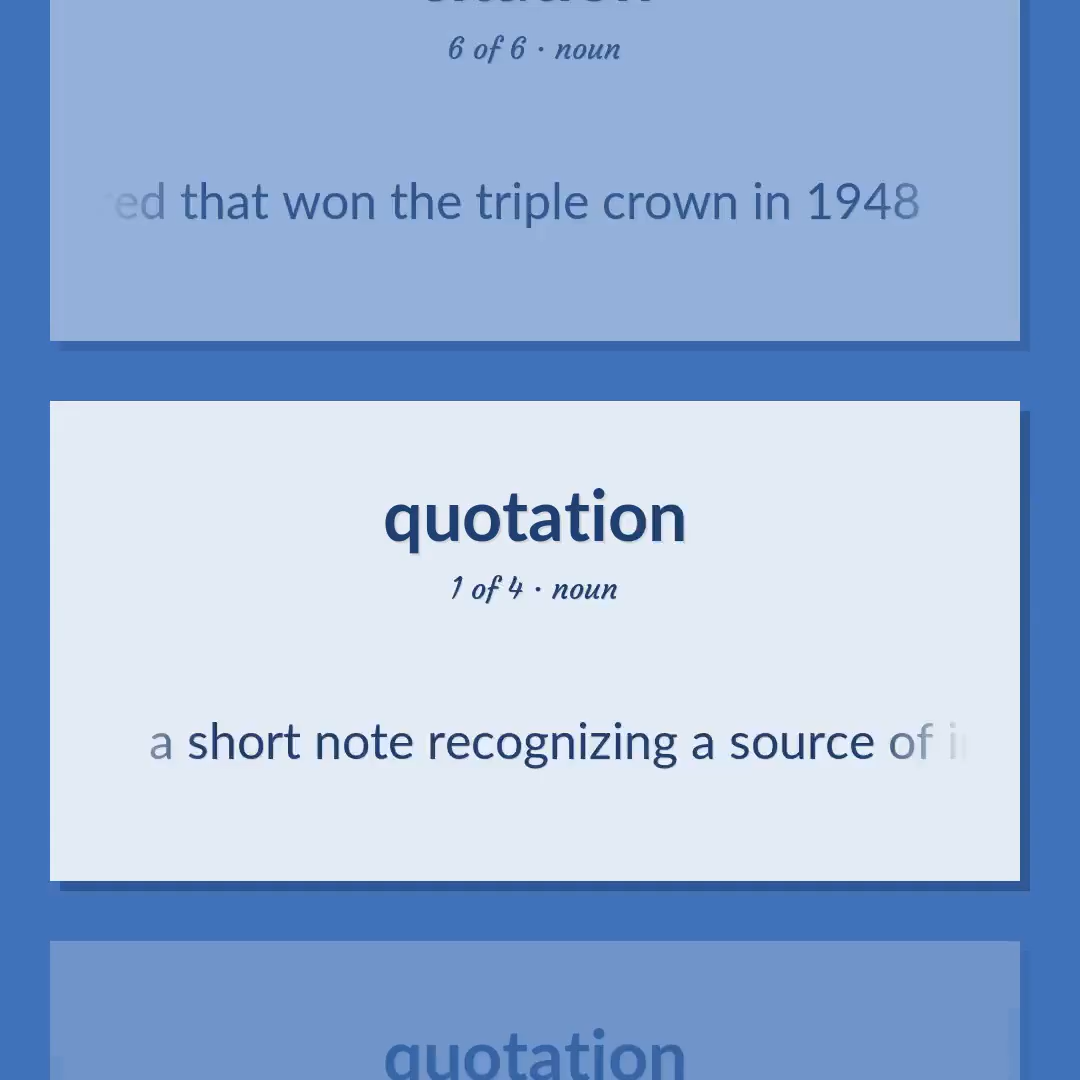 6 of 6 · noun
that won the triple crown in 1948
quotation
1 of 4 · noun
a short note recognizing a source of
quotation